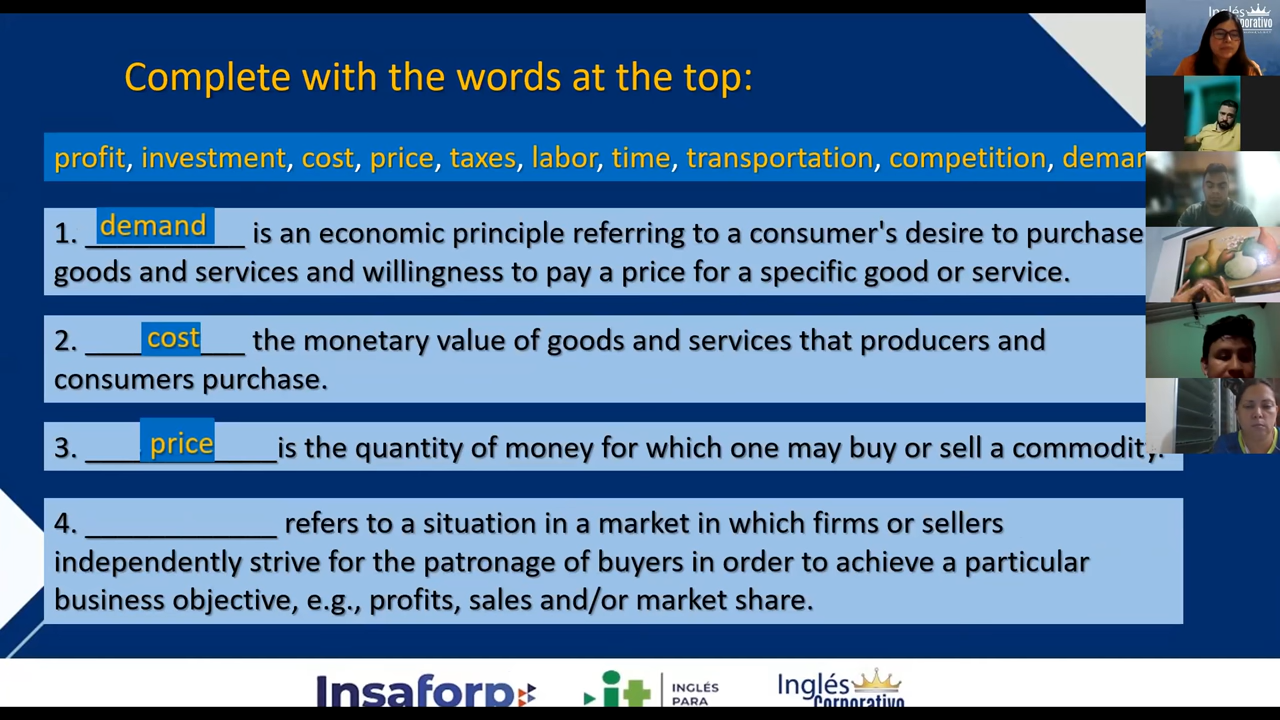 Complete with the words at the top:
profit, investment, cost, price, taxes, labor, time, transportation, competition,
1. demand is an economic principle referring to a consumer's desire to purchase
goods and services and willingness to pay a price for a specific good or service.
2. cost the monetary value of goods and services that producers and
consumers purchase.
3. price is the quantity of money for which one may buy or sell a commodity.
4. ____________ refers to a situation in a market in which firms or sellers
independently strive for the patronage of buyers in order to achieve a particular
business objective, e.g., profits, sales and/or market share.
Insaforp
it
INGLÉS
PARA
Inglés
Corporativo